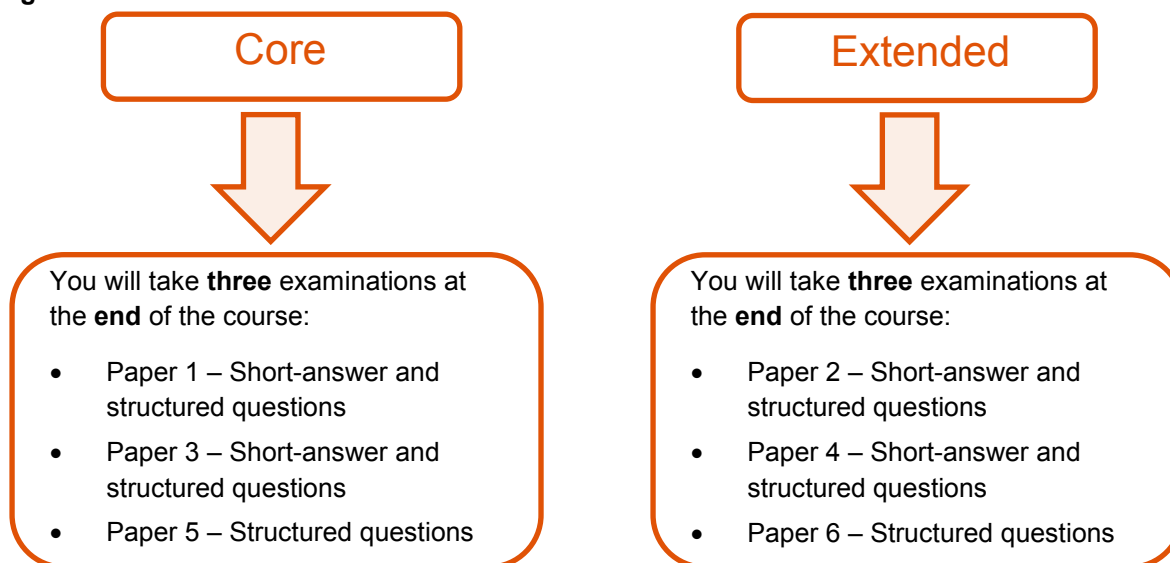 Core
You will take three examinations at
the end of the course:
• Paper 1 – Short-answer and
structured questions
• Paper 3 – Short-answer and
structured questions
• Paper 5 – Structured questions
Extended
You will take three examinations at
the end of the course:
• Paper 2 – Short-answer and
structured questions
• Paper 4 – Short-answer and
structured questions
• Paper 6 – Structured questions